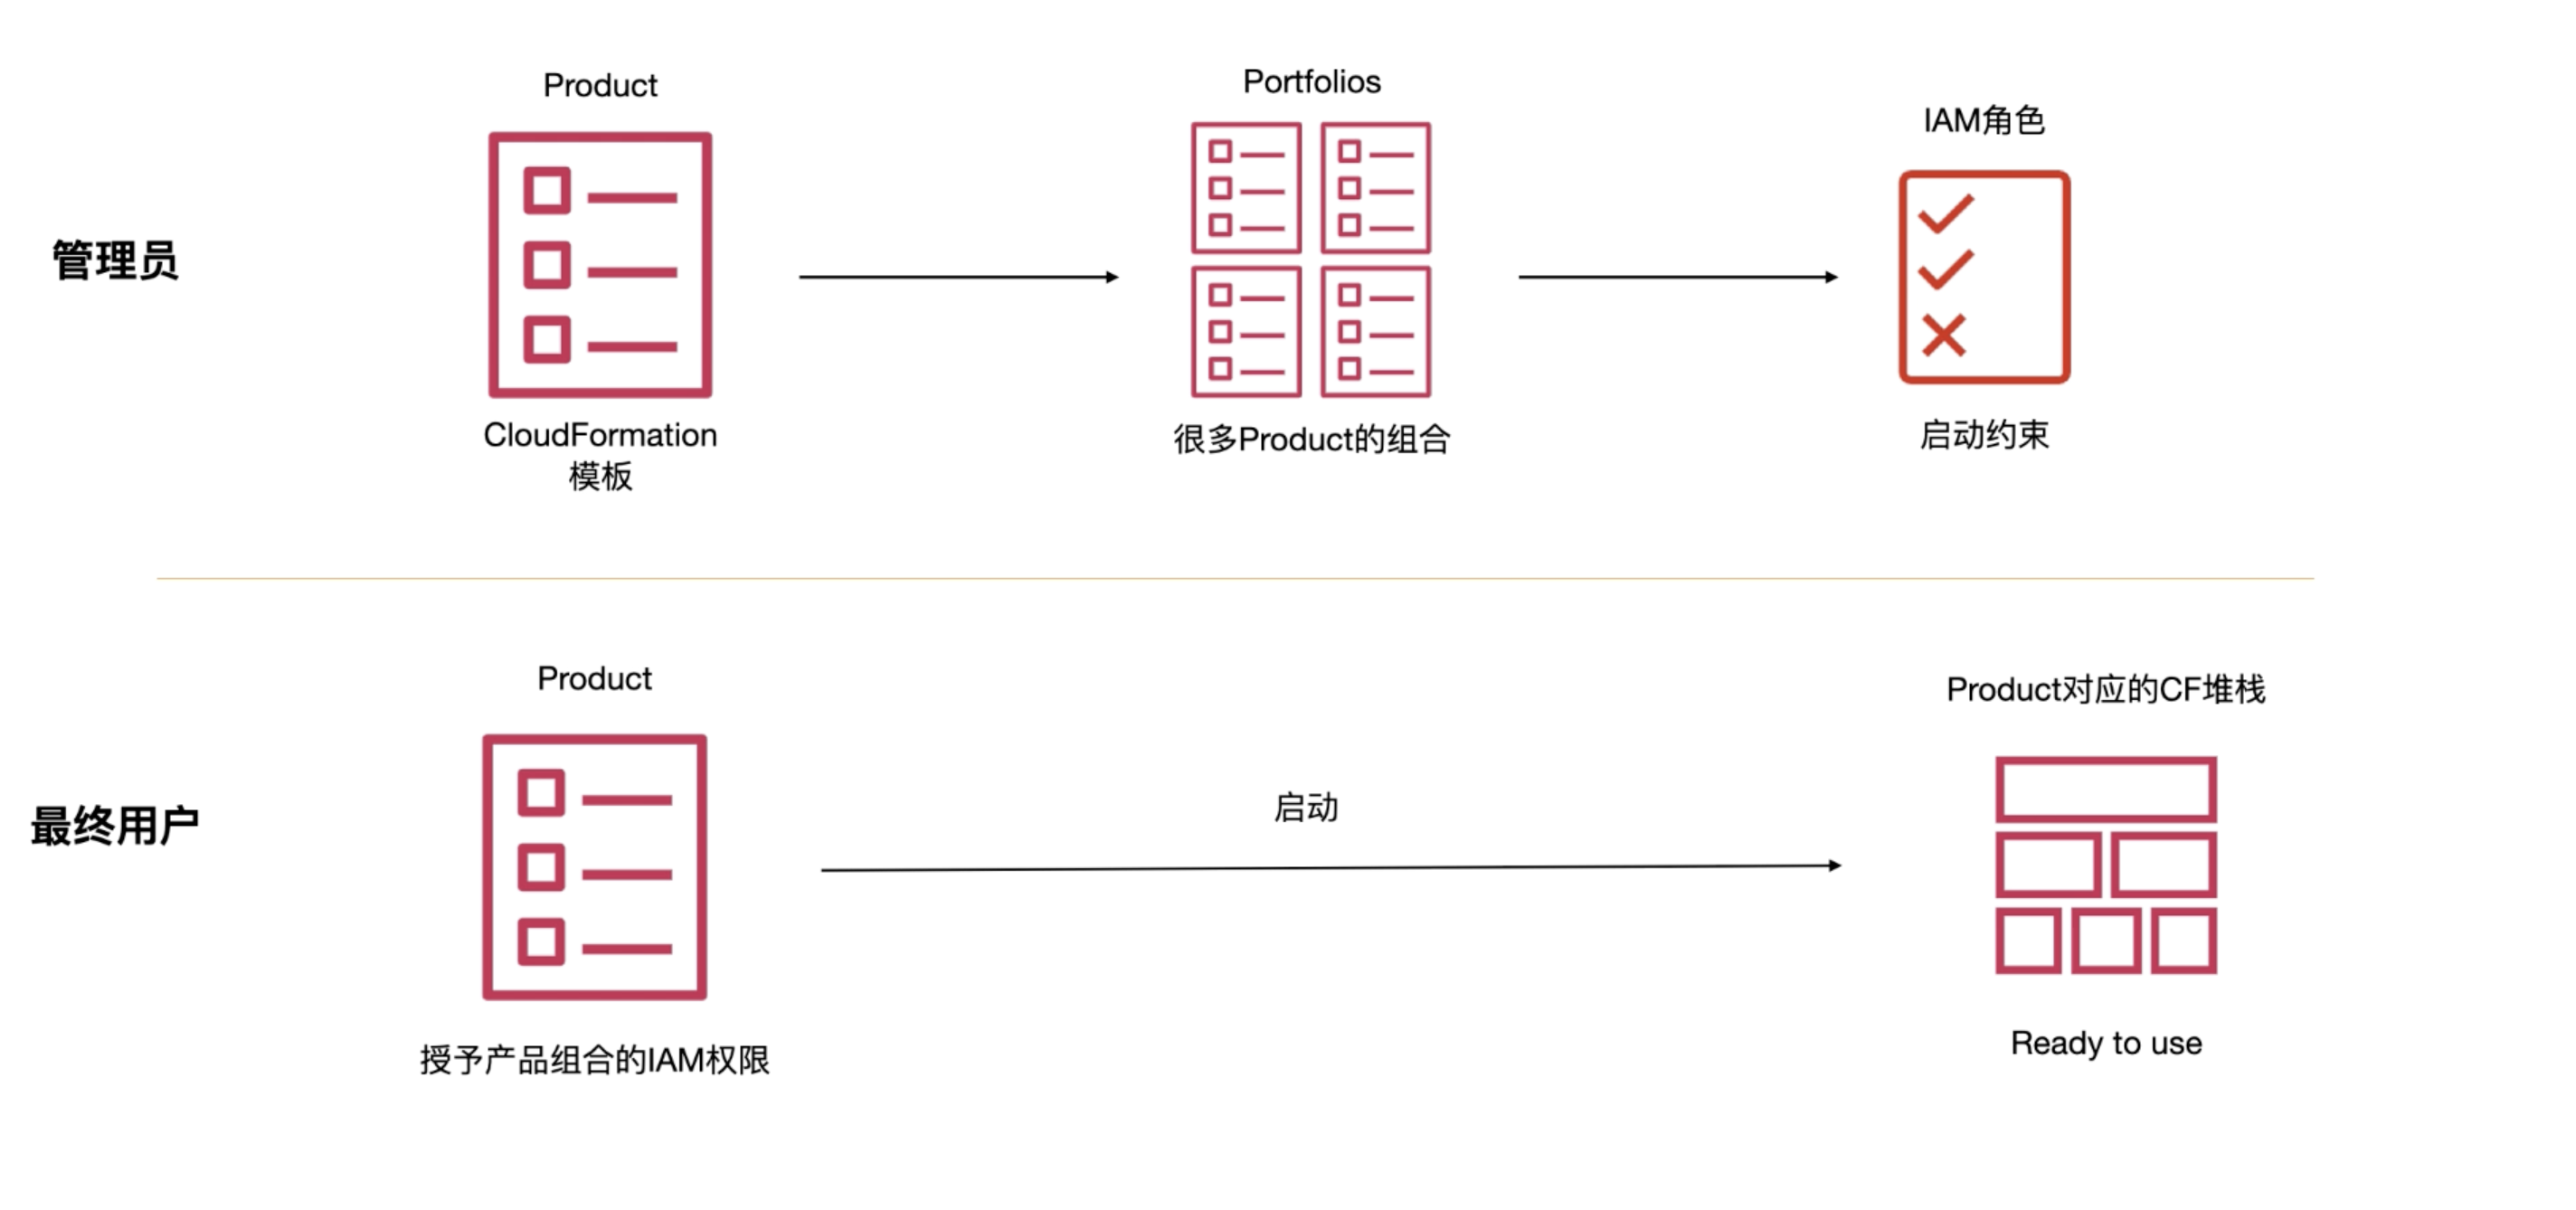 Product
Portfolios
IAM角色
管理员
CloudFormation
模板
很多Product的组合
启动约束
Product
Product对应的CF堆栈
最终用户
启动
授予产品组合的IAM权限
Ready to use